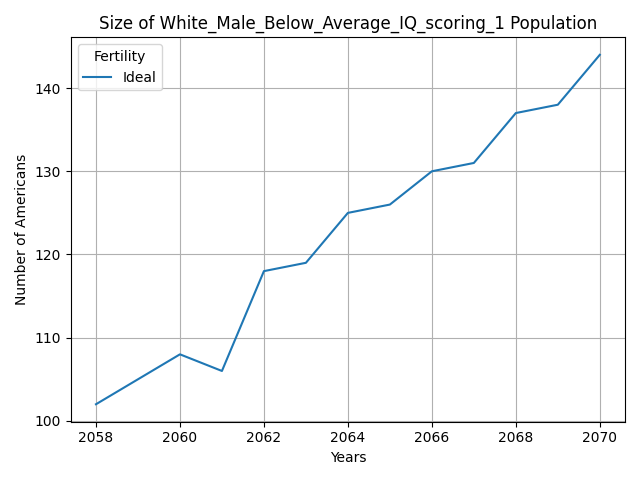 Size of White_Male_Below_Average_IQ_scoring_1 Population
Fertility
Ideal
Number of Americans
140
130
120
110
100
2058
2060
2062
2064
2066
2068
2070
Years